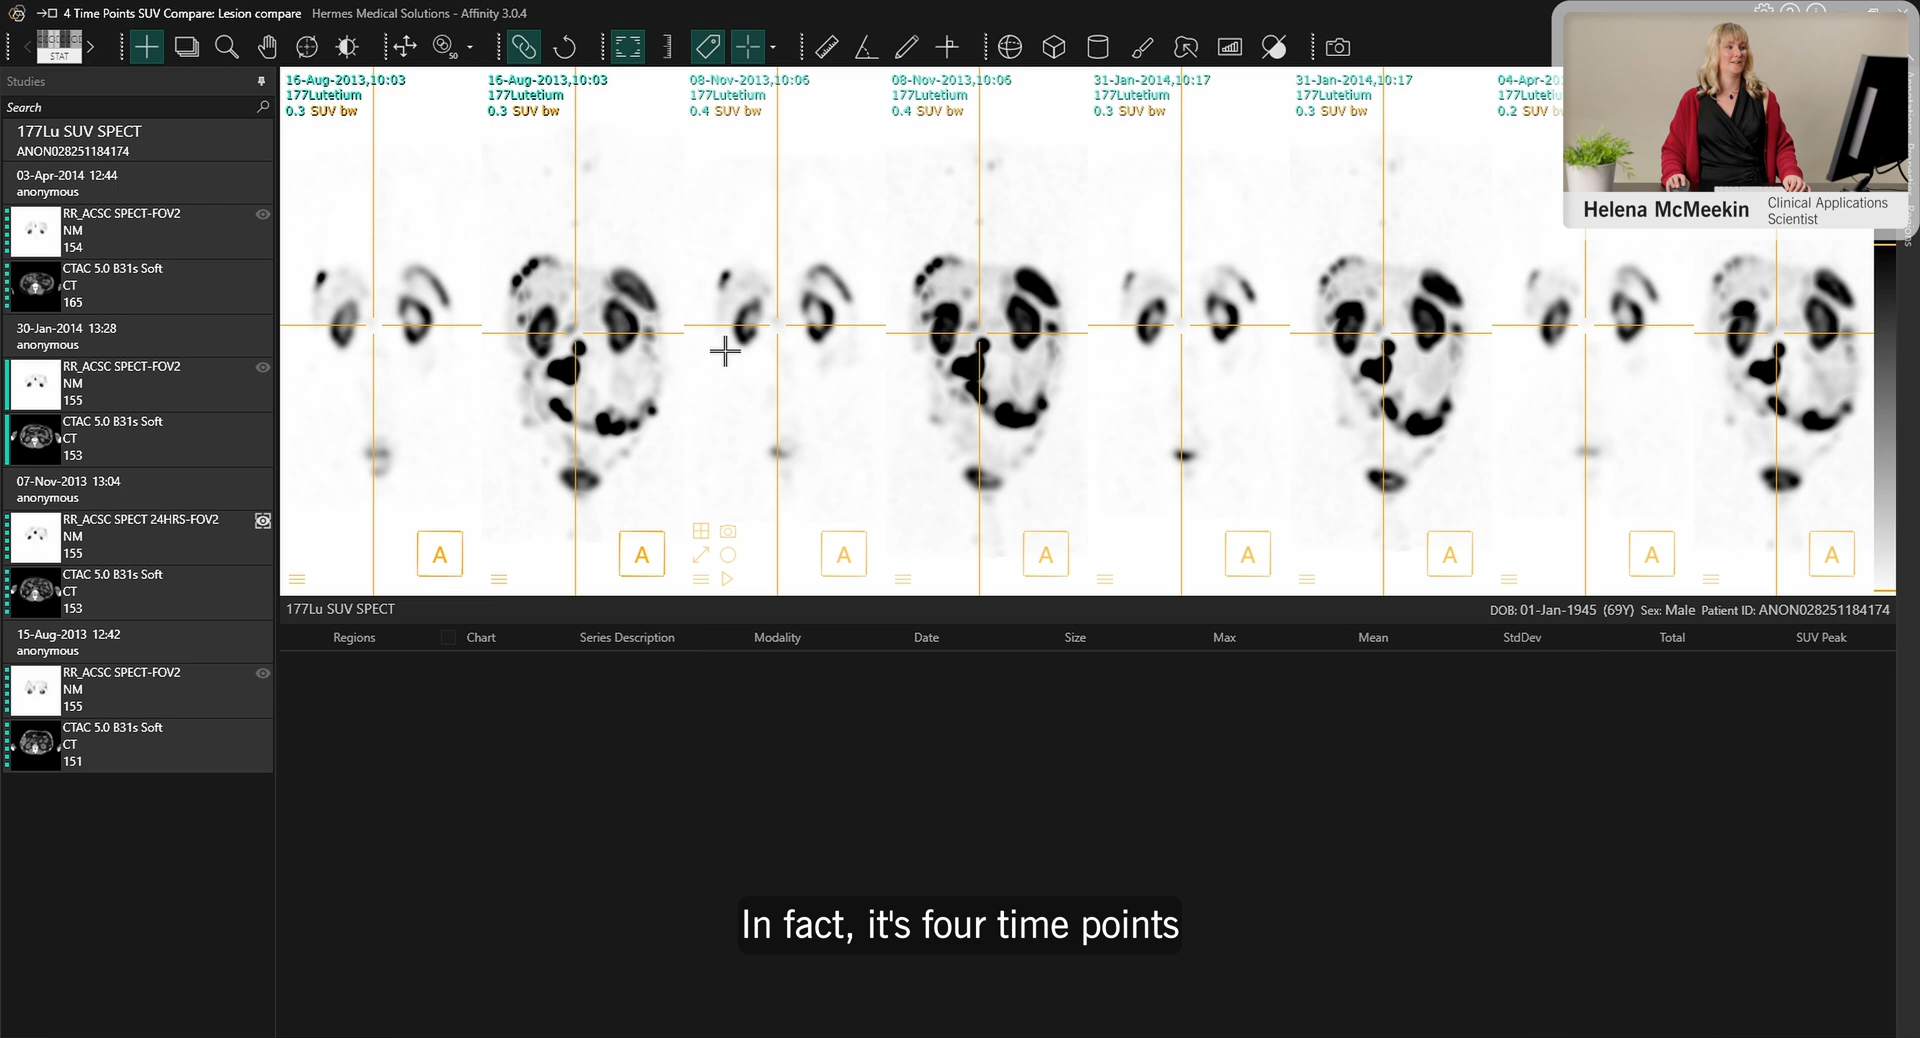 4 Time Points SUV Compare: Lesion compare Hermes Medical Solutions - Affinity 3.0.4
STAT
50
Studies
Search
177Lu SUV SPECT
ANON028251184174
03-Apr-2014 12:44
anonymous
RR_ACSC SPECT-FOV2
NM
154
CTAC 5.0 B31s Soft
CT
165
30-Jan-2014 13:28
anonymous
RR_ACSC SPECT-FOV2
NM
155
CTAC 5.0 B31s Soft
CT
153
07-Nov-2013 13:04
anonymous
RR_ACSC SPECT 24HRS-FOV2
NM
155
CTAC 5.0 B31s Soft
CT
153
15-Aug-2013 12:42
anonymous
RR_ACSC SPECT-FOV2
NM
155
CTAC 5.0 B31s Soft
CT
151
16-Aug-2013,10:03
177Lutetium
0.3 SUV bw
A
16-Aug-2013,10:03
177Lutetium
0.3 SUV bw
A
08-Nov-2013,10:06
177Lutetium
0.4 SUV bw
A
08-Nov-2013,10:06
177Lutetium
0.4 SUV bw
A
31-Jan-2014,10:17
177Lutetium
0.3 SUV bw
A
31-Jan-2014,10:17
177Lutetium
0.3 SUV bw
A
04-Apr-20
177Luteti
0.2 SUV b
A
A
Helena McMeekin
Clinical Applications
Scientist
177Lu SUV SPECT
DOB: 01-Jan-1945 (69Y) Sex: Male Patient ID: ANON028251184174
Regions Chart Series Description Modality Date Size Max Mean StdDev Total SUV Peak
In fact, it's four time points